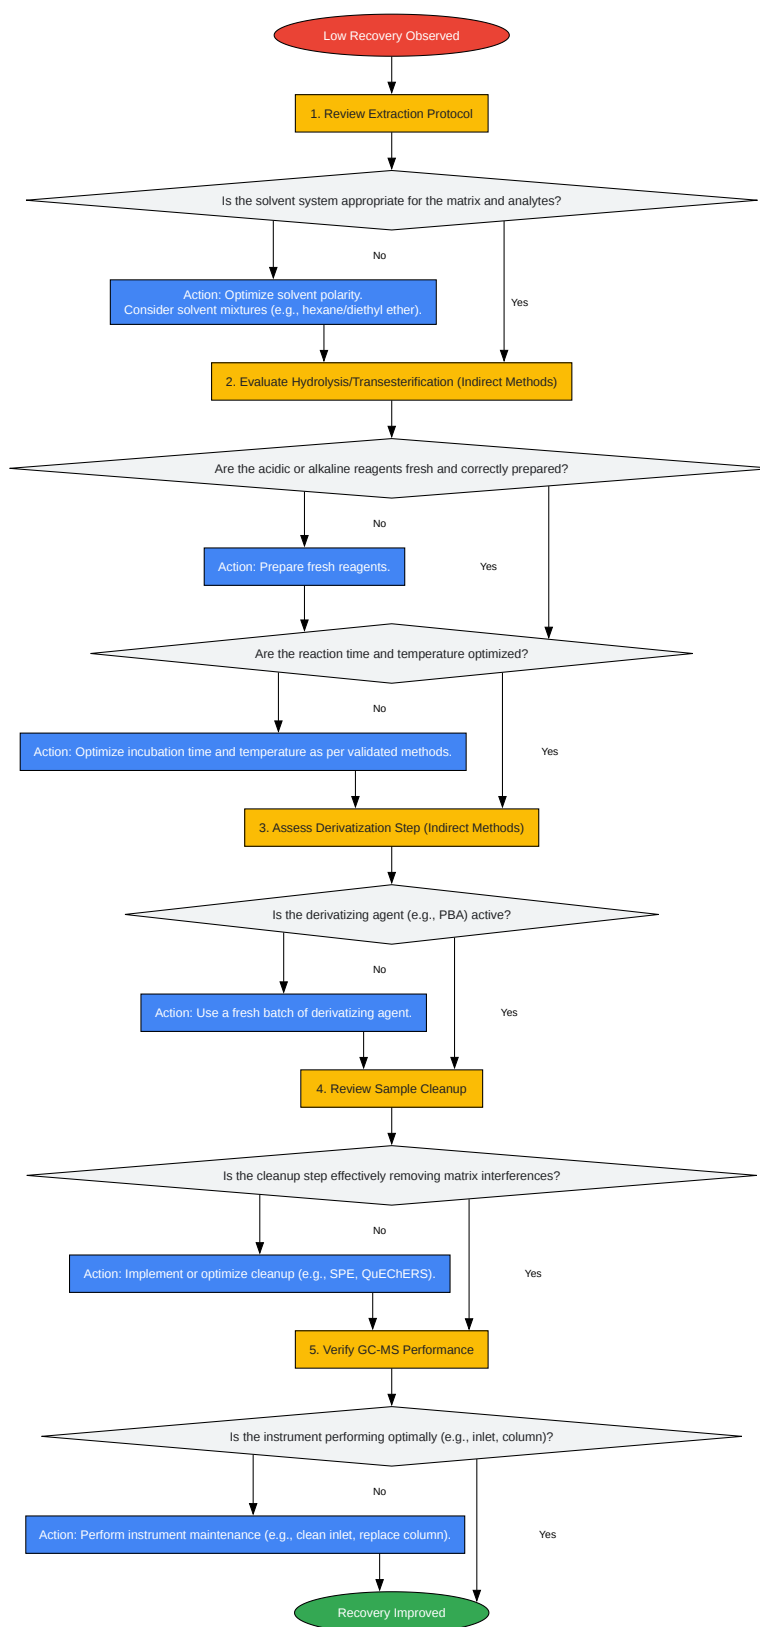 Low Recovery Observed
1. Review Extraction Protocol
Is the solvent system appropriate for the matrix and analytes?
No
Action: Optimize solvent polarity.
Consider solvent mixtures (e.g., hexane/diethyl ether).
Yes
2. Evaluate Hydrolysis/Transesterification (Indirect Methods)
Are the acidic or alkaline reagents fresh and correctly prepared?
No
Action: Prepare fresh reagents.
Yes
Are the reaction time and temperature optimized?
No
Action: Optimize incubation time and temperature as per validated methods.
Yes
3. Assess Derivatization Step (Indirect Methods)
Is the derivatizing agent (e.g., PBA) active?
No
Action: Use a fresh batch of derivatizing agent.
Yes
4. Review Sample Cleanup
Is the cleanup step effectively removing matrix interferences?
No
Action: Implement or optimize cleanup (e.g., SPE, QuEChERS).
Yes
5. Verify GC-MS Performance
Is the instrument performing optimally (e.g., inlet, column)?
No
Action: Perform instrument maintenance (e.g., clean inlet, replace column).
Yes
Recovery Improved